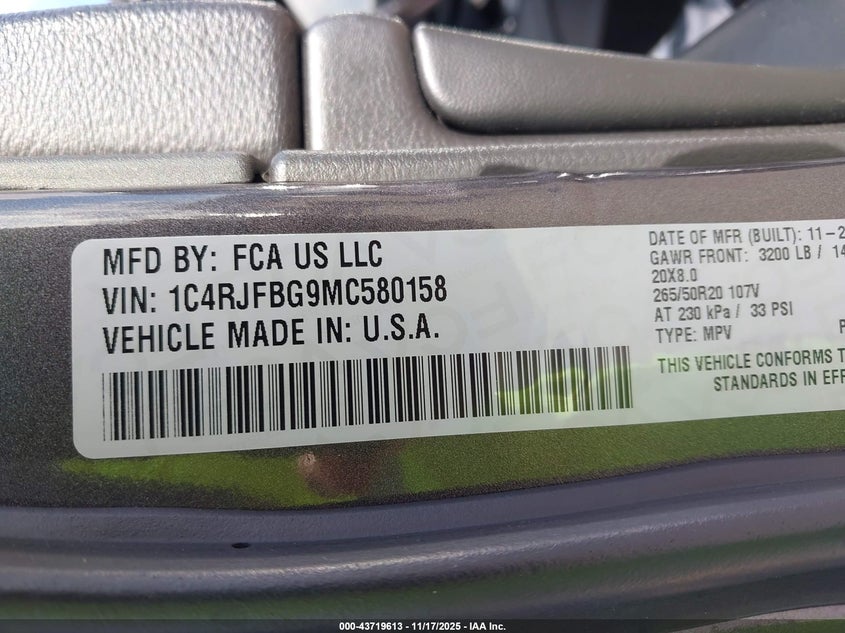 MFD BY: FCA US LLC
VIN: 1C4RJFBG9MC580158
VEHICLE MADE IN: U.S.A.
DATE OF MFR (BUILT): 11-2
GAWR FRONT: 3200 LB / 14
20X8.0
265/50R20 107V
AT 230 kPa / 33 PSI
TYPE: MPV
THIS VEHICLE CONFORMS T
STANDARDS IN EFF
000-43719613 - 11/17/2025 - IAA Inc.